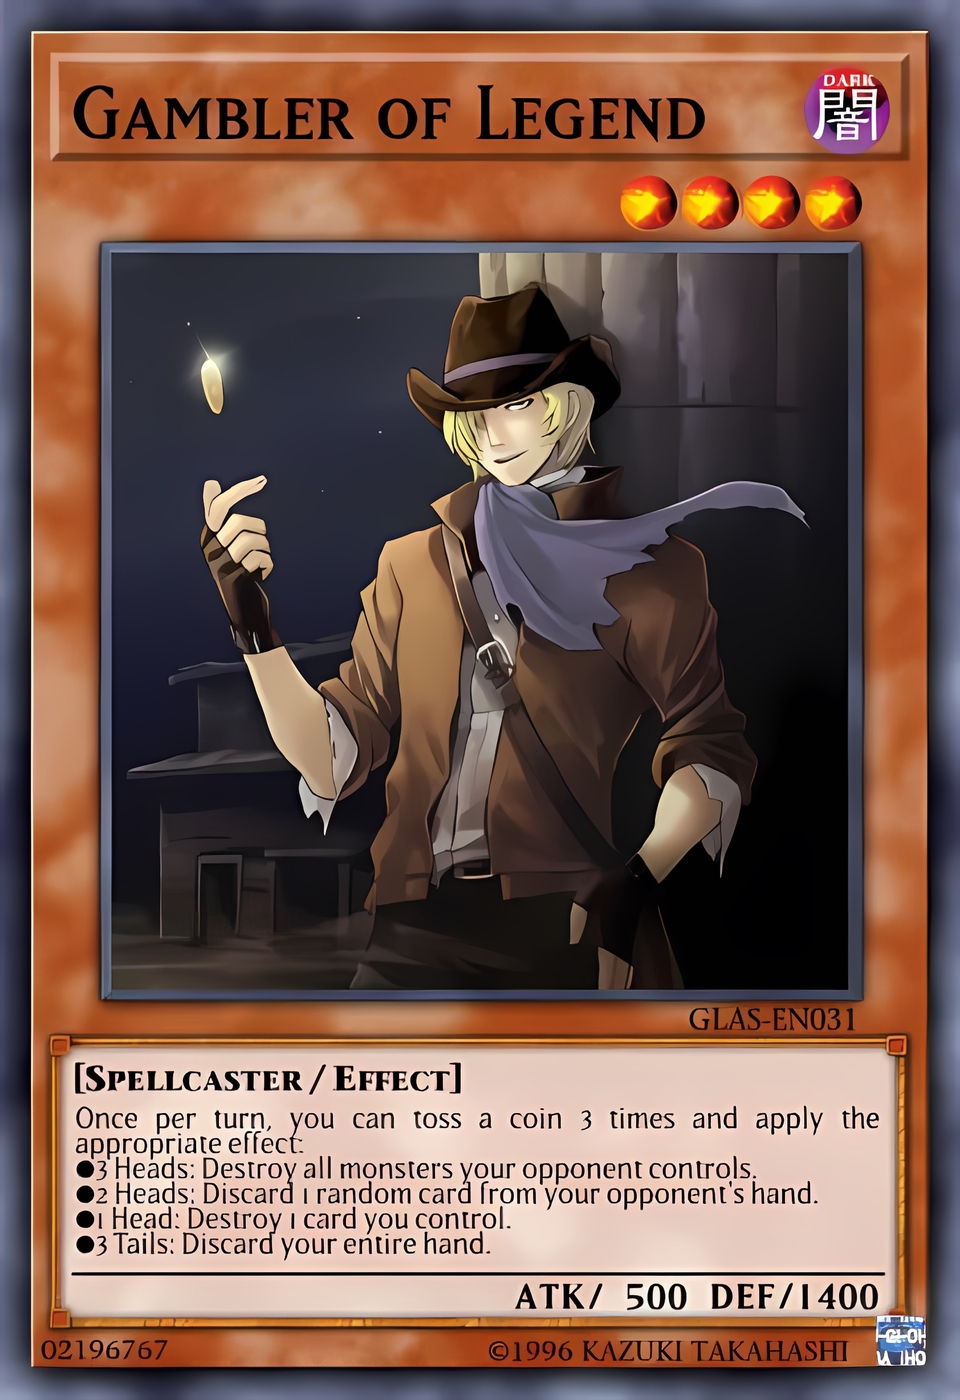 GAMBLER OF LEGEND
DARK
闇
GLAS-EN031
[SPELLCASTER / EFFECT]
Once per turn, you can toss a coin 3 times and apply the
appropriate effect:
●3 Heads: Destroy all monsters your opponent controls.
●2 Heads: Discard 1 random card from your opponent's hand.
●1 Head: Destroy 1 card you control.
●3 Tails: Discard your entire hand.
ATK/ 500 DEF/1400
02196767
©1996 KAZUKI TAKAHASHI